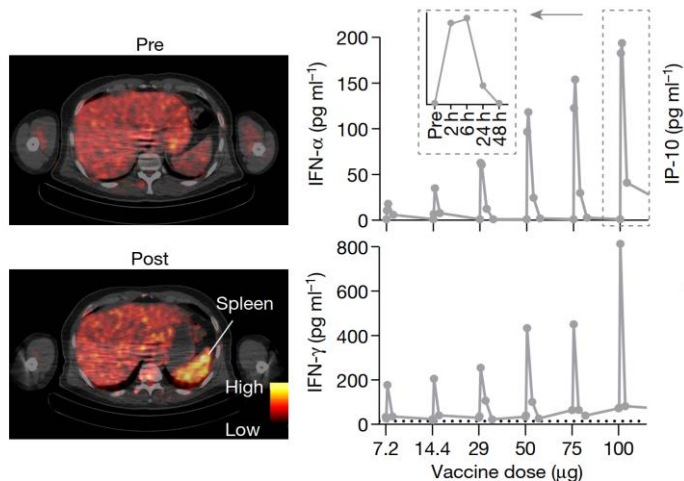 Pre
Post
Spleen
High
Low
200
150
100
50
0
IFN-α (pg ml⁻¹)
Pre
2 h
6 h
24 h
48 h
IP-10 (pg ml⁻¹)
800
600
400
200
0
IFN-γ (pg ml⁻¹)
7.2 14.4 29 50 75 100
Vaccine dose (μg)